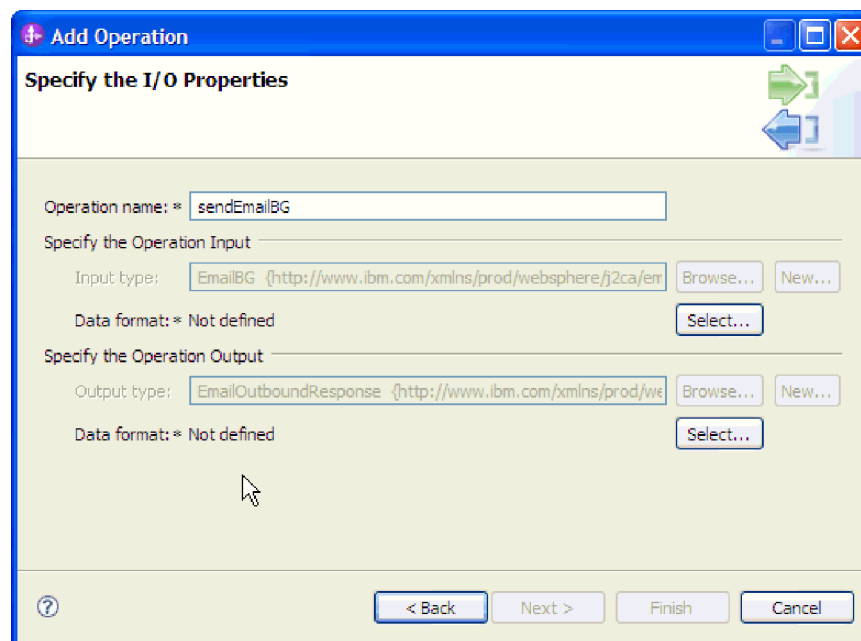 Add Operation
Specify the I/O Properties
Operation name: * sendEmailBG
Specify the Operation Input
Input type: EmailBG {http://www.ibm.com/xmlns/prod/websphere/j2ca/em Browse... New...
Data format: * Not defined Select...
Specify the Operation Output
Output type: EmailOutboundResponse {http://www.ibm.com/xmlns/prod/we Browse... New...
Data format: * Not defined Select...
? < Back Next > Finish Cancel